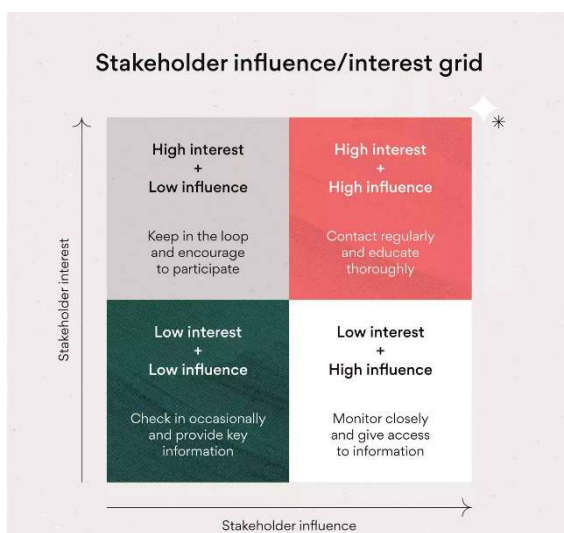 Stakeholder influence/interest grid
High interest
+
Low influence
Keep in the loop
and encourage
to participate
High interest
+
High influence
Contact regularly
and educate
thoroughly
Low interest
+
Low influence
Check in occasionally
and provide key
information
Low interest
+
High influence
Monitor closely
and give access
to information
Stakeholder interest
Stakeholder influence